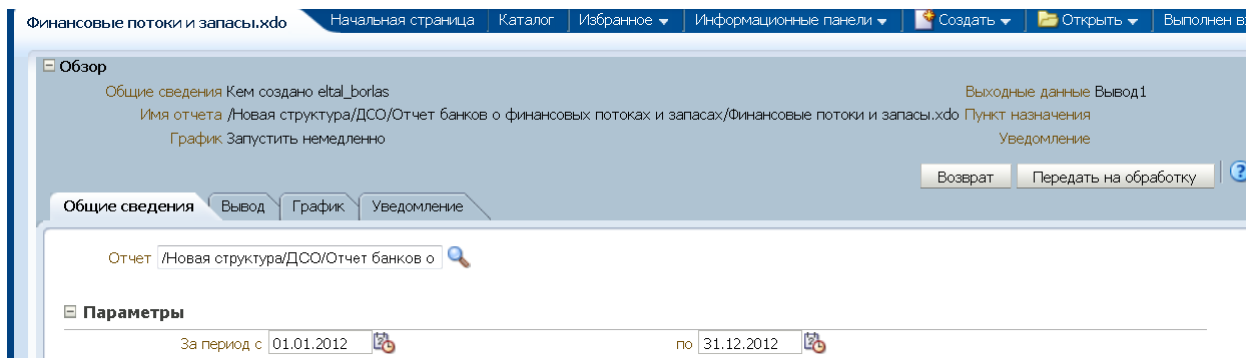 Финансовые потоки и запасы.xdo Начальная страница Каталог Избранное Информационные панели Создать Открыть Выполнен
Обзор
Общие сведения Кем создано eltal_borlas Выходные данные Вывод1
Имя отчета /Новая структура/ДСО/Отчет банков о финансовых потоках и запасах/Финансовые потоки и запасы.xdo Пункт назначения
График Запустить немедленно Уведомление
Возврат Передать на обработку
Общие сведения Вывод График Уведомление
Отчет /Новая структура/ДСО/Отчет банков о
Параметры
За период с 01.01.2012 по 31.12.2012